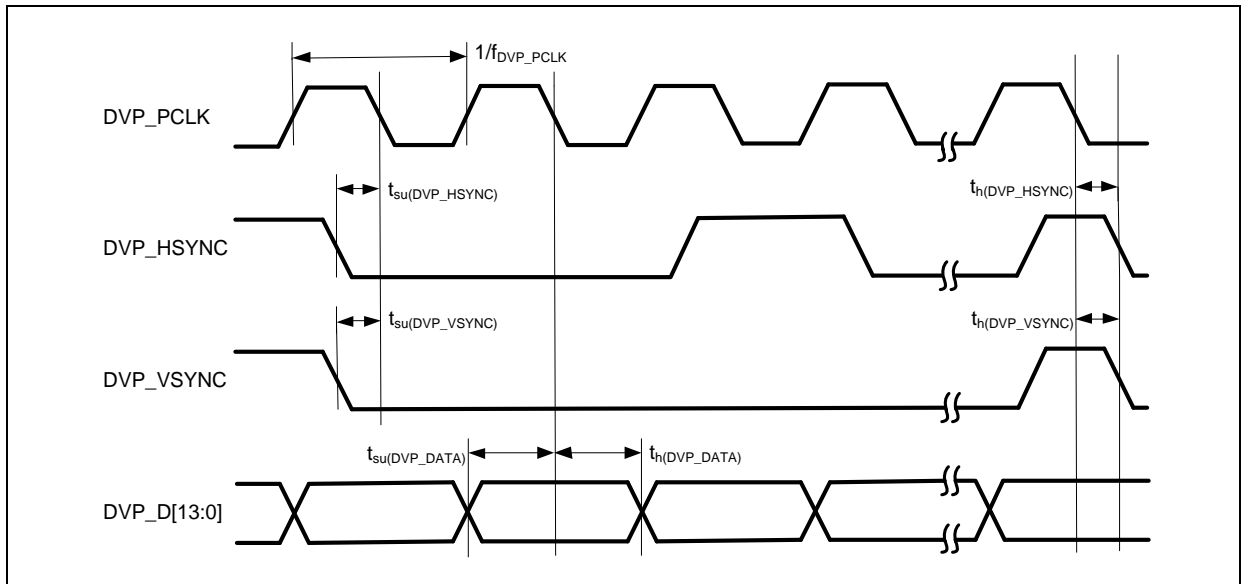 1/fDVP_PCLK
DVP_PCLK
tsu(DVP_HSYNC)
th(DVP_HSYNC)
DVP_HSYNC
tsu(DVP_VSYNC)
th(DVP_VSYNC)
DVP_VSYNC
tsu(DVP_DATA)
th(DVP_DATA)
DVP_D[13:0]